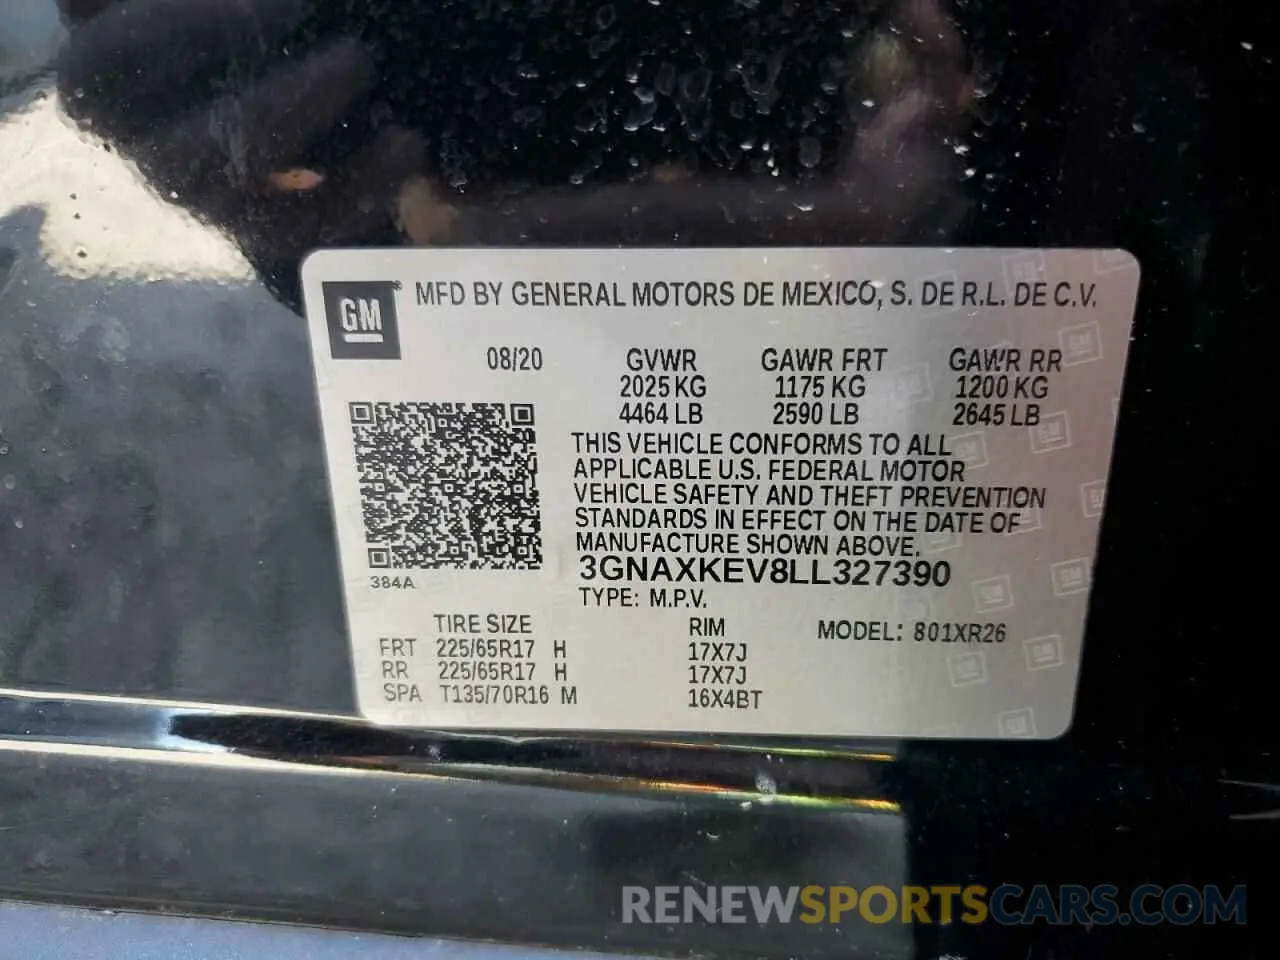 GM® MFD BY GENERAL MOTORS DE MEXICO, S. DE R.L. DE C.V.
08/20 GVWR GAWR FRT GAWR RR
2025 KG 1175 KG 1200 KG
4464 LB 2590 LB 2645 LB
THIS VEHICLE CONFORMS TO ALL
APPLICABLE U.S. FEDERAL MOTOR
VEHICLE SAFETY AND THEFT PREVENTION
STANDARDS IN EFFECT ON THE DATE OF
MANUFACTURE SHOWN ABOVE.
384A 3GNAXKEV8LL327390
TYPE: M.P.V.
TIRE SIZE RIM MODEL: 801XR26
FRT 225/65R17 H 17X7J
RR 225/65R17 H 17X7J
SPA T135/70R16 M 16X4BT
RENEWSPORTSCARS.COM